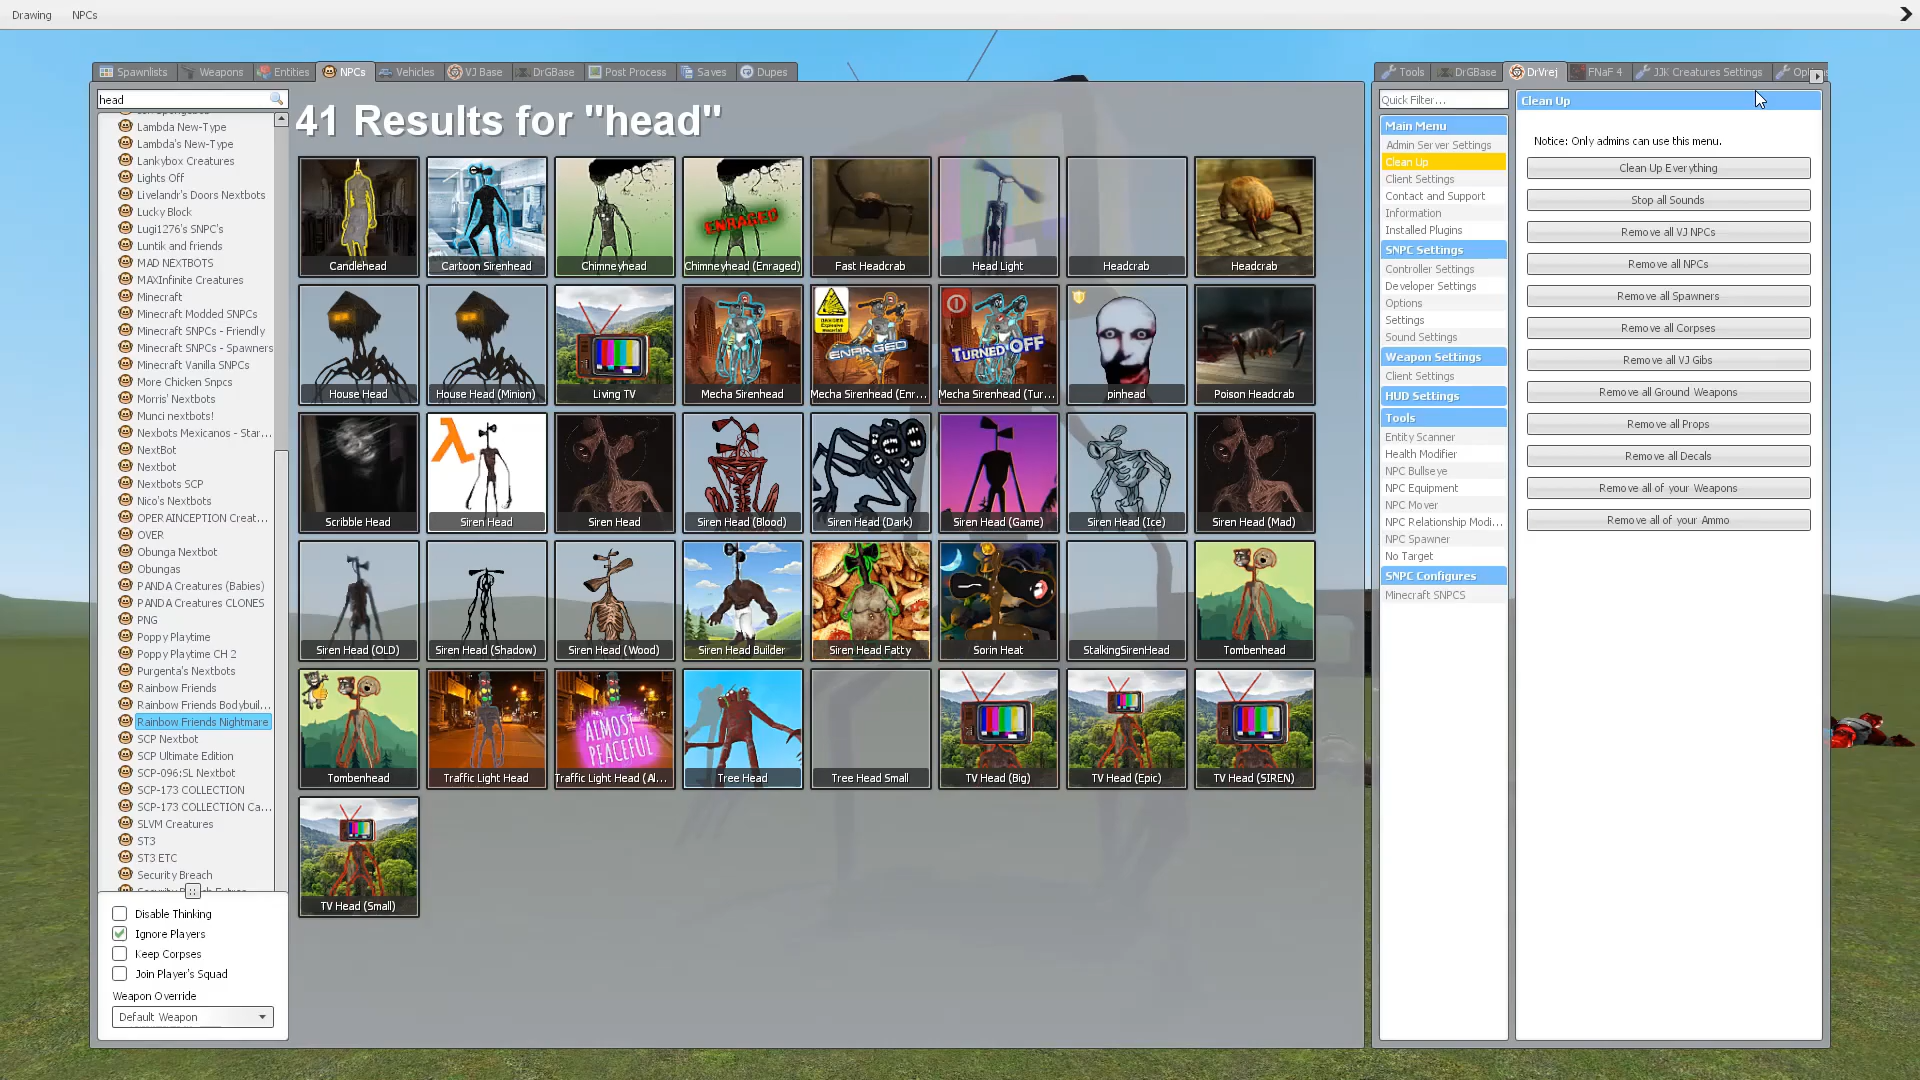 Drawing NPCs
Spawnlists Weapons Entities NPCs Vehicles VJ Base DrGBase Post Process Saves Dupes
Tools DrGBase DrVrej FNaF 4 JJK Creatures Settings
head
Lambda New-Type
Lambda's New-Type
Lankybox Creatures
Lights Off
Livelandr's Doors Nextbots
Lucky Block
Lugi1276's SNPC's
Luntik and friends
MAD NEXTBOTS
MAXInfinite Creatures
Minecraft
Minecraft Modded SNPCs
Minecraft SNPCs - Friendly
Minecraft SNPCs - Spawners
Minecraft Vanilla SNPCs
More Chicken Snpcs
Morris' Nextbots
Munci nextbots!
Nexbots Mexicanos - Star...
NextBot
Nextbot
Nextbots SCP
Nico's Nextbots
OPERAINCEPTION Creat...
OVER
Obunga Nextbot
Obungas
PANDA Creatures (Babies)
PANDA Creatures CLONES
PNG
Poppy Playtime
Poppy Playtime CH 2
Purgenta's Nextbots
Rainbow Friends
Rainbow Friends Bodybuil...
Rainbow Friends Nightmare
SCP Nextbot
SCP Ultimate Edition
SCP-096:SL Nextbot
SCP-173 COLLECTION
SCP-173 COLLECTION Ca...
SLVM Creatures
ST3
ST3 ETC
Security Breach
Disable Thinking
Ignore Players
Keep Corpses
Join Player's Squad
Weapon Override
Default Weapon
41 Results for "head"
ENRAGED
Candlehead Cartoon Sirenhead Chimneyhead Chimneyhead (Enraged) Fast Headcrab Head Light Headcrab Headcrab
DANGER
ENRAGED
TURNED OFF
House Head House Head (Minion) Living TV Mecha Sirenhead Mecha Sirenhead (Enr... Mecha Sirenhead (Tur... pinhead Poison Headcrab
λ
Scribble Head Siren Head Siren Head Siren Head (Blood) Siren Head (Dark) Siren Head (Game) Siren Head (Ice) Siren Head (Mad)
Siren Head (OLD) Siren Head (Shadow) Siren Head (Wood) Siren Head Builder Siren Head Fatty Sorin Heat StalkingSirenHead Tombenhead
ALMOST
PEACEFUL
Tombenhead Traffic Light Head Traffic Light Head (Al... Tree Head Tree Head Small TV Head (Big) TV Head (Epic) TV Head (SIREN)
TV Head (Small)
Quick Filter...
Main Menu
Admin Server Settings
Clean Up
Client Settings
Contact and Support
Information
Installed Plugins
SNPC Settings
Controller Settings
Developer Settings
Options
Settings
Sound Settings
Weapon Settings
Client Settings
HUD Settings
Tools
Entity Scanner
Health Modifier
NPC Bullseye
NPC Equipment
NPC Mover
NPC Relationship Modi...
NPC Spawner
No Target
SNPC Configures
Minecraft SNPCS
Clean Up
Notice: Only admins can use this menu.
Clean Up Everything
Stop all Sounds
Remove all VJ NPCs
Remove all NPCs
Remove all Spawners
Remove all Corpses
Remove all VJ Gibs
Remove all Ground Weapons
Remove all Props
Remove all Decals
Remove all of your Weapons
Remove all of your Ammo